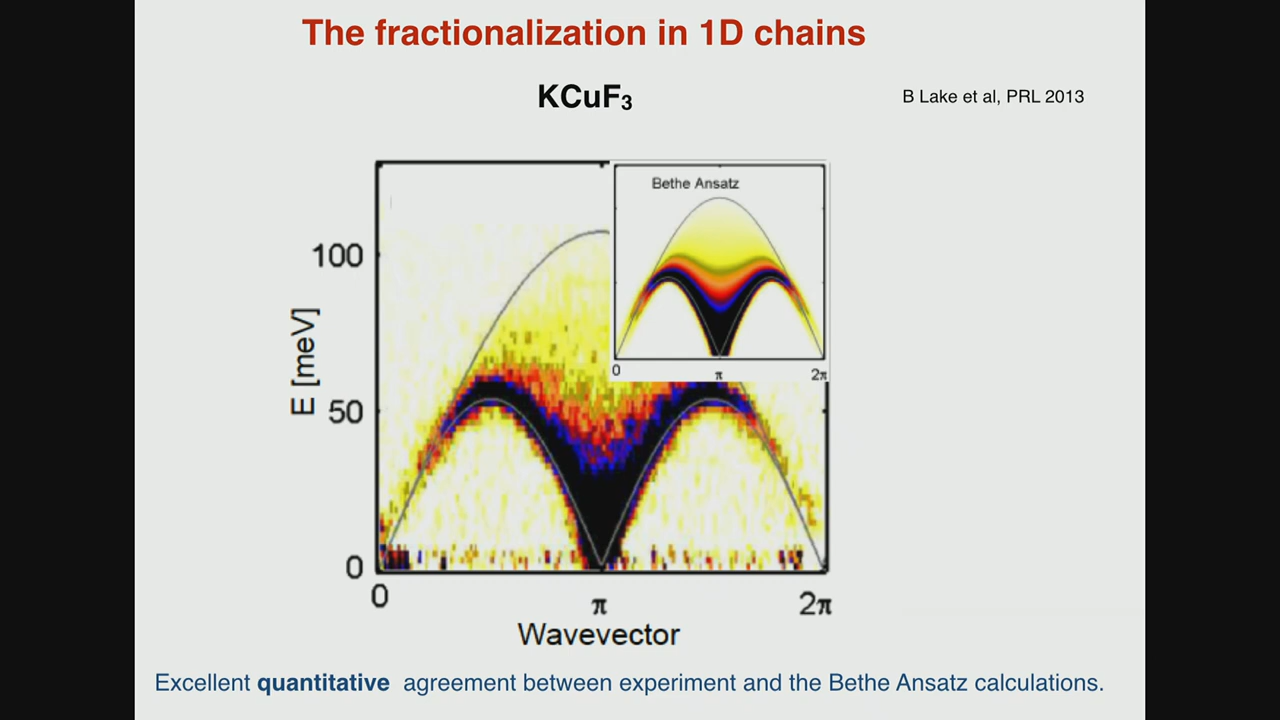 The fractionalization in 1D chains
KCuF₃
B Lake et al, PRL 2013
Bethe Ansatz
0 π 2π
100
50
0
E [meV]
0 π 2π
Wavevector
Excellent quantitative agreement between experiment and the Bethe Ansatz calculations.